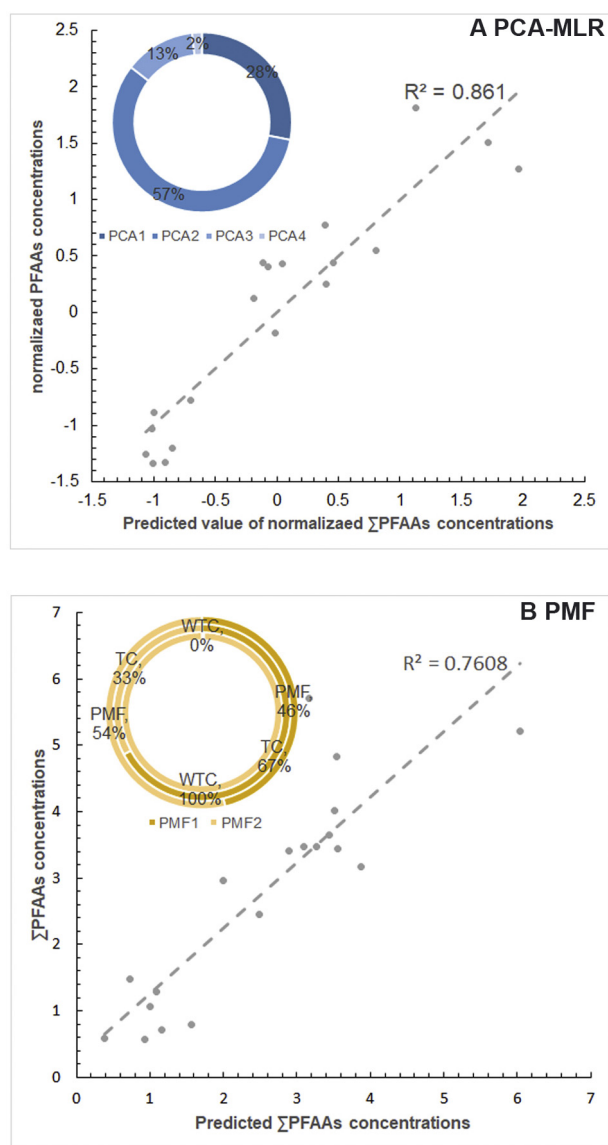 A PCA-MLR
2.5
2
1.5
1
0.5
0
-0.5
-1
-1.5
normalizaed PFAAs concentrations
13%
2%
28%
57%
PCA1 PCA2 PCA3 PCA4
R² = 0.861
-1.5 -1 -0.5 0 0.5 1 1.5 2 2.5
Predicted value of normalizaed ∑PFAAs concentrations
B PMF
7
6
5
4
3
2
1
0
∑PFAAs concentrations
WTC,
0%
TC,
33%
PMF,
46%
PMF,
54%
TC,
67%
WTC,
100%
PMF1 PMF2
R² = 0.7608
0 1 2 3 4 5 6 7
Predicted ∑PFAAs concentrations